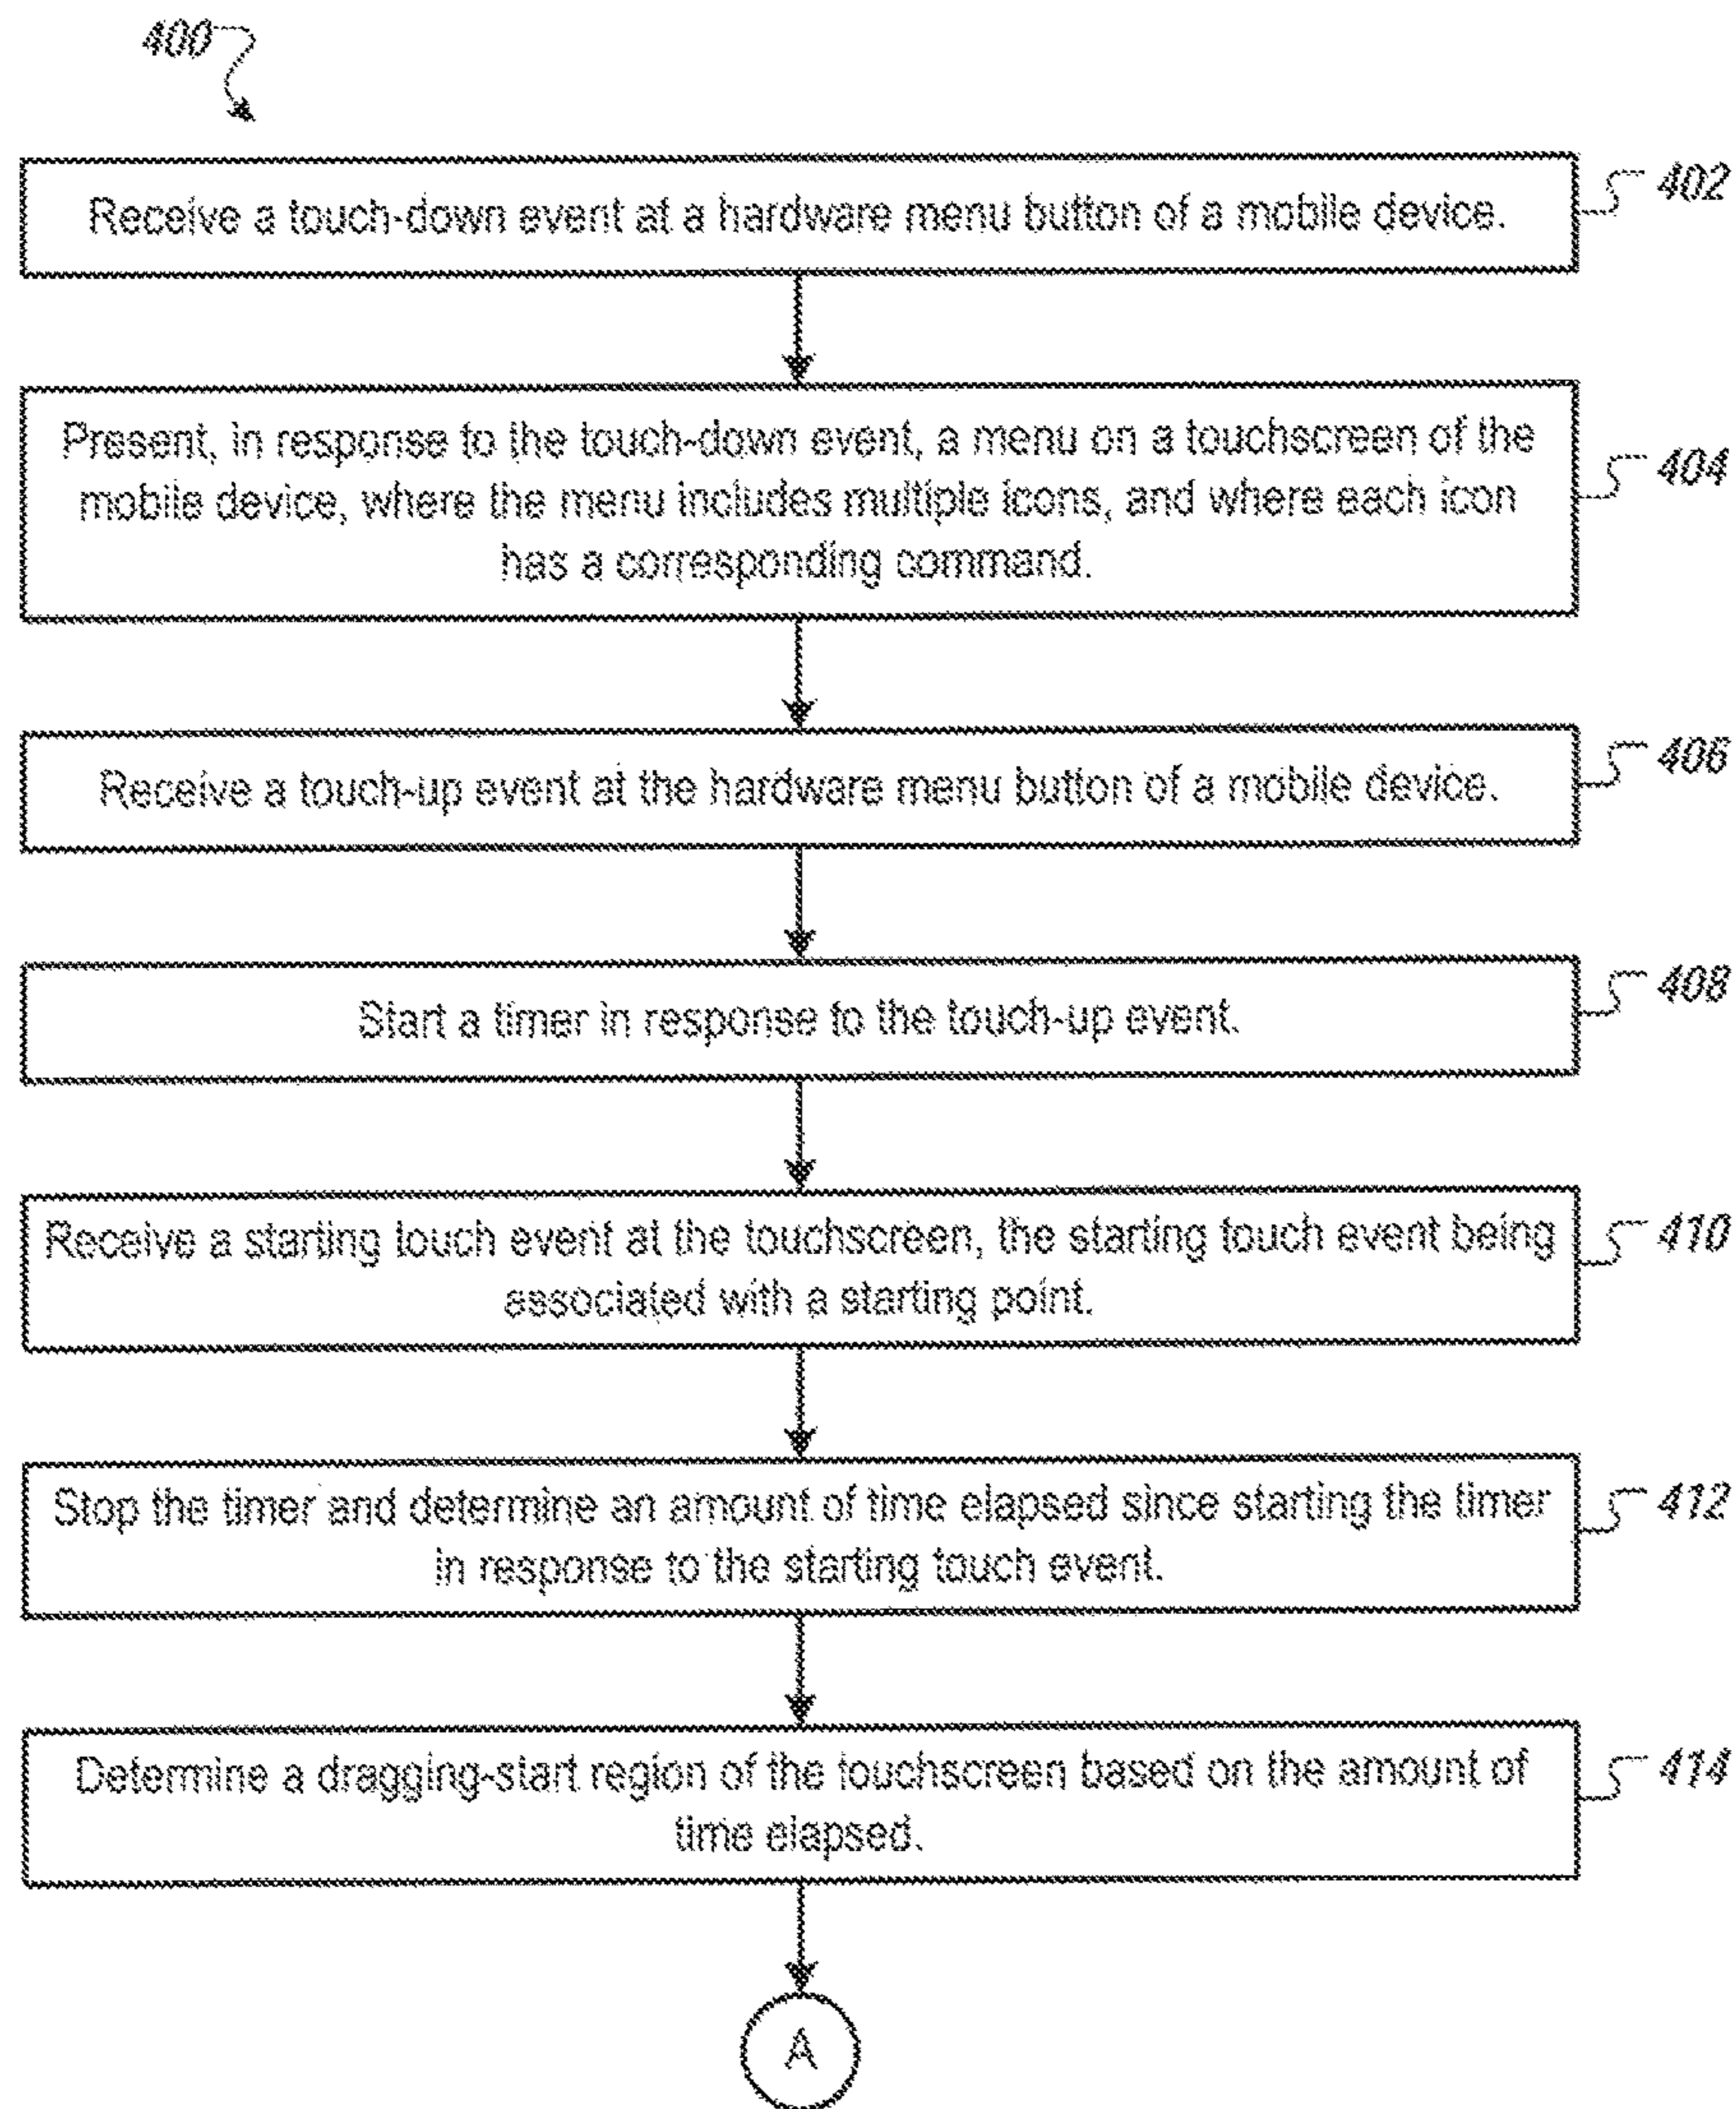 400
Receive a touch-down event at a hardware menu button of a mobile device.
402
Present, in response to the touch-down event, a menu on a touchscreen of the
mobile device, where the menu includes multiple icons, and where each icon
has a corresponding command.
404
Receive a touch-up event at the hardware menu button of a mobile device.
406
Start a timer in response to the touch-up event.
408
Receive a starting touch event at the touchscreen, the starting touch event being
associated with a starting point.
410
Stop the timer and determine an amount of time elapsed since starting the timer
in response to the starting touch event.
412
Determine a dragging-start region of the touchscreen based on the amount of
time elapsed.
414
A